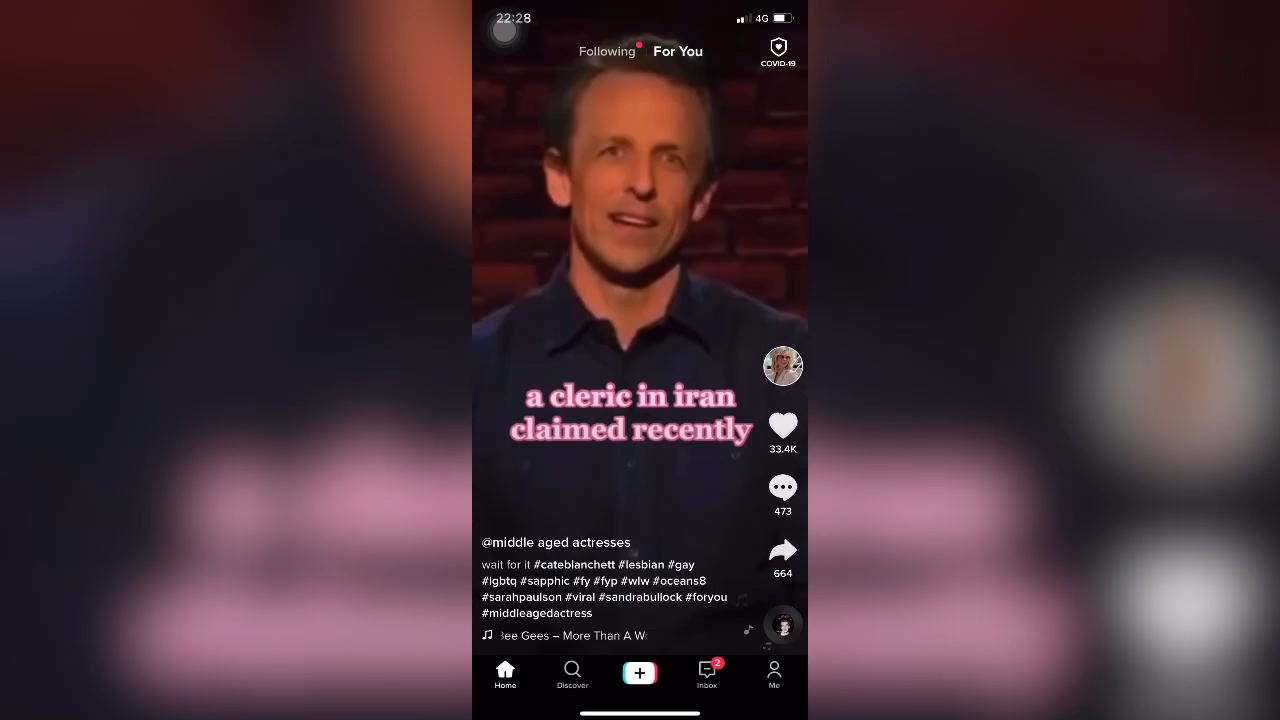 22:28
4G
Following
For You
COVID-19
a cleric in iran
claimed recently
33.4K
473
664
@middle aged actresses
wait for it #cateblanchett #lesbian #gay
#lgbtq #sapphic #fy #fyp #wlw #oceans8
#sarahpaulson #viral #sandrabullock #foryou
#middleagedactress
Bee Gees – More Than A Wo
2
Home
Discover
Inbox
Me